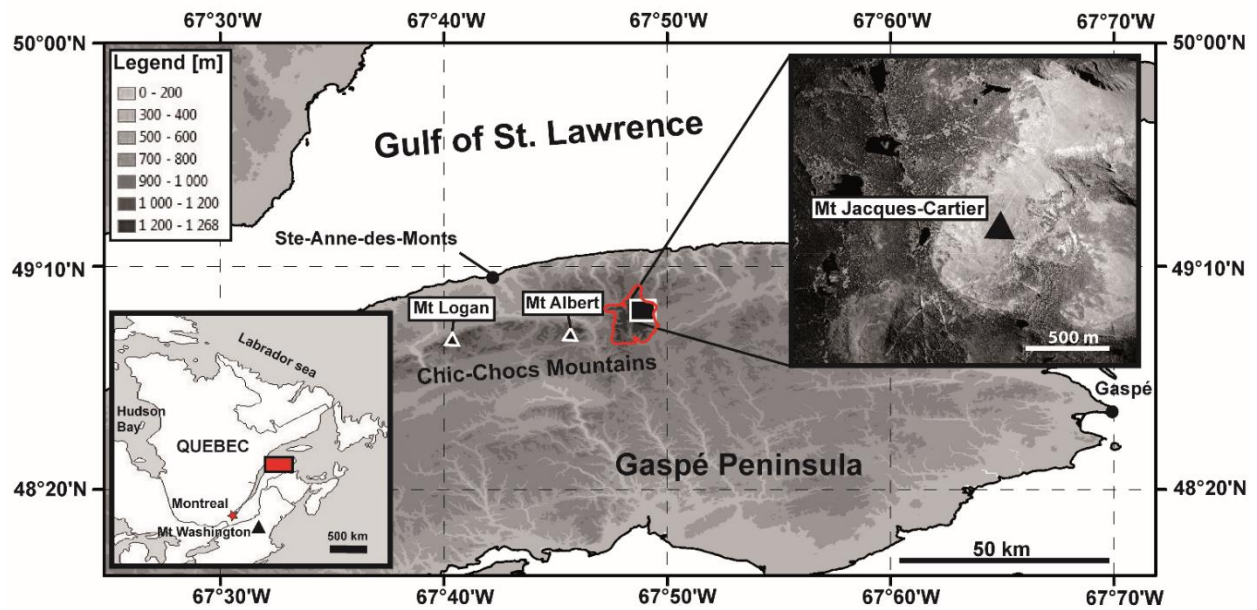 67°30'W 67°40'W 67°50'W 67°60'W 67°70'W
50°00'N 50°00'N
Legend [m]
0 - 200
300 - 400
500 - 600
700 - 800
900 - 1 000
1 000 - 1 200
1 200 - 1 268
Gulf of St. Lawrence
Mt Jacques-Cartier
500 m
Ste-Anne-des-Monts
49°10'N 49°10'N
Mt Logan
Mt Albert
Chic-Chocs Mountains
Gaspé
Gaspé Peninsula
Labrador sea
Hudson
Bay
QUEBEC
Montreal
Mt Washington
500 km
48°20'N 48°20'N
50 km
67°30'W 67°40'W 67°50'W 67°60'W 67°70'W